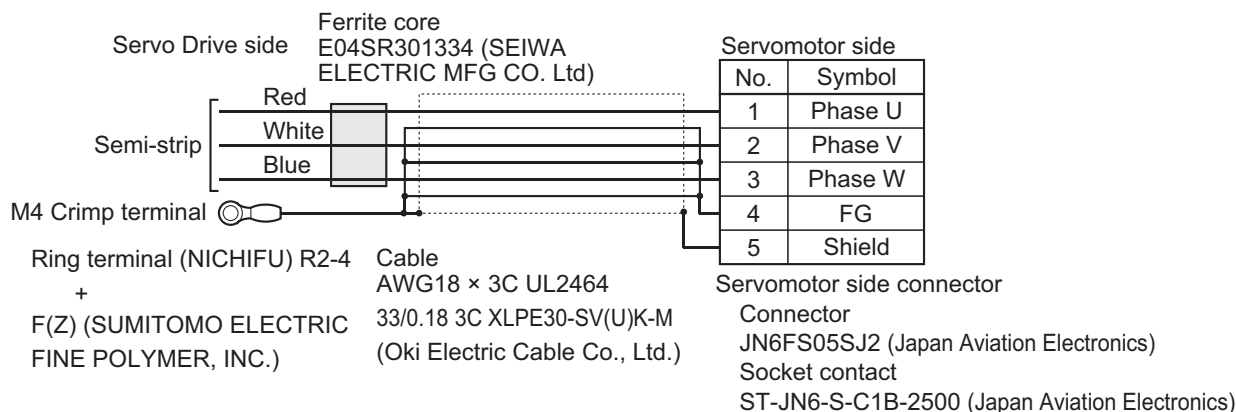 Servo Drive side
Ferrite core
E04SR301334 (SEIWA
ELECTRIC MFG CO. Ltd)
Servomotor side
No. Symbol
1 Phase U
2 Phase V
3 Phase W
4 FG
5 Shield
Red
White
Blue
Semi-strip
M4 Crimp terminal
Ring terminal (NICHIFU) R2-4
+
F(Z) (SUMITOMO ELECTRIC
FINE POLYMER, INC.)
Cable
AWG18 × 3C UL2464
33/0.18 3C XLPE30-SV(U)K-M
(Oki Electric Cable Co., Ltd.)
Servomotor side connector
Connector
JN6FS05SJ2 (Japan Aviation Electronics)
Socket contact
ST-JN6-S-C1B-2500 (Japan Aviation Electronics)